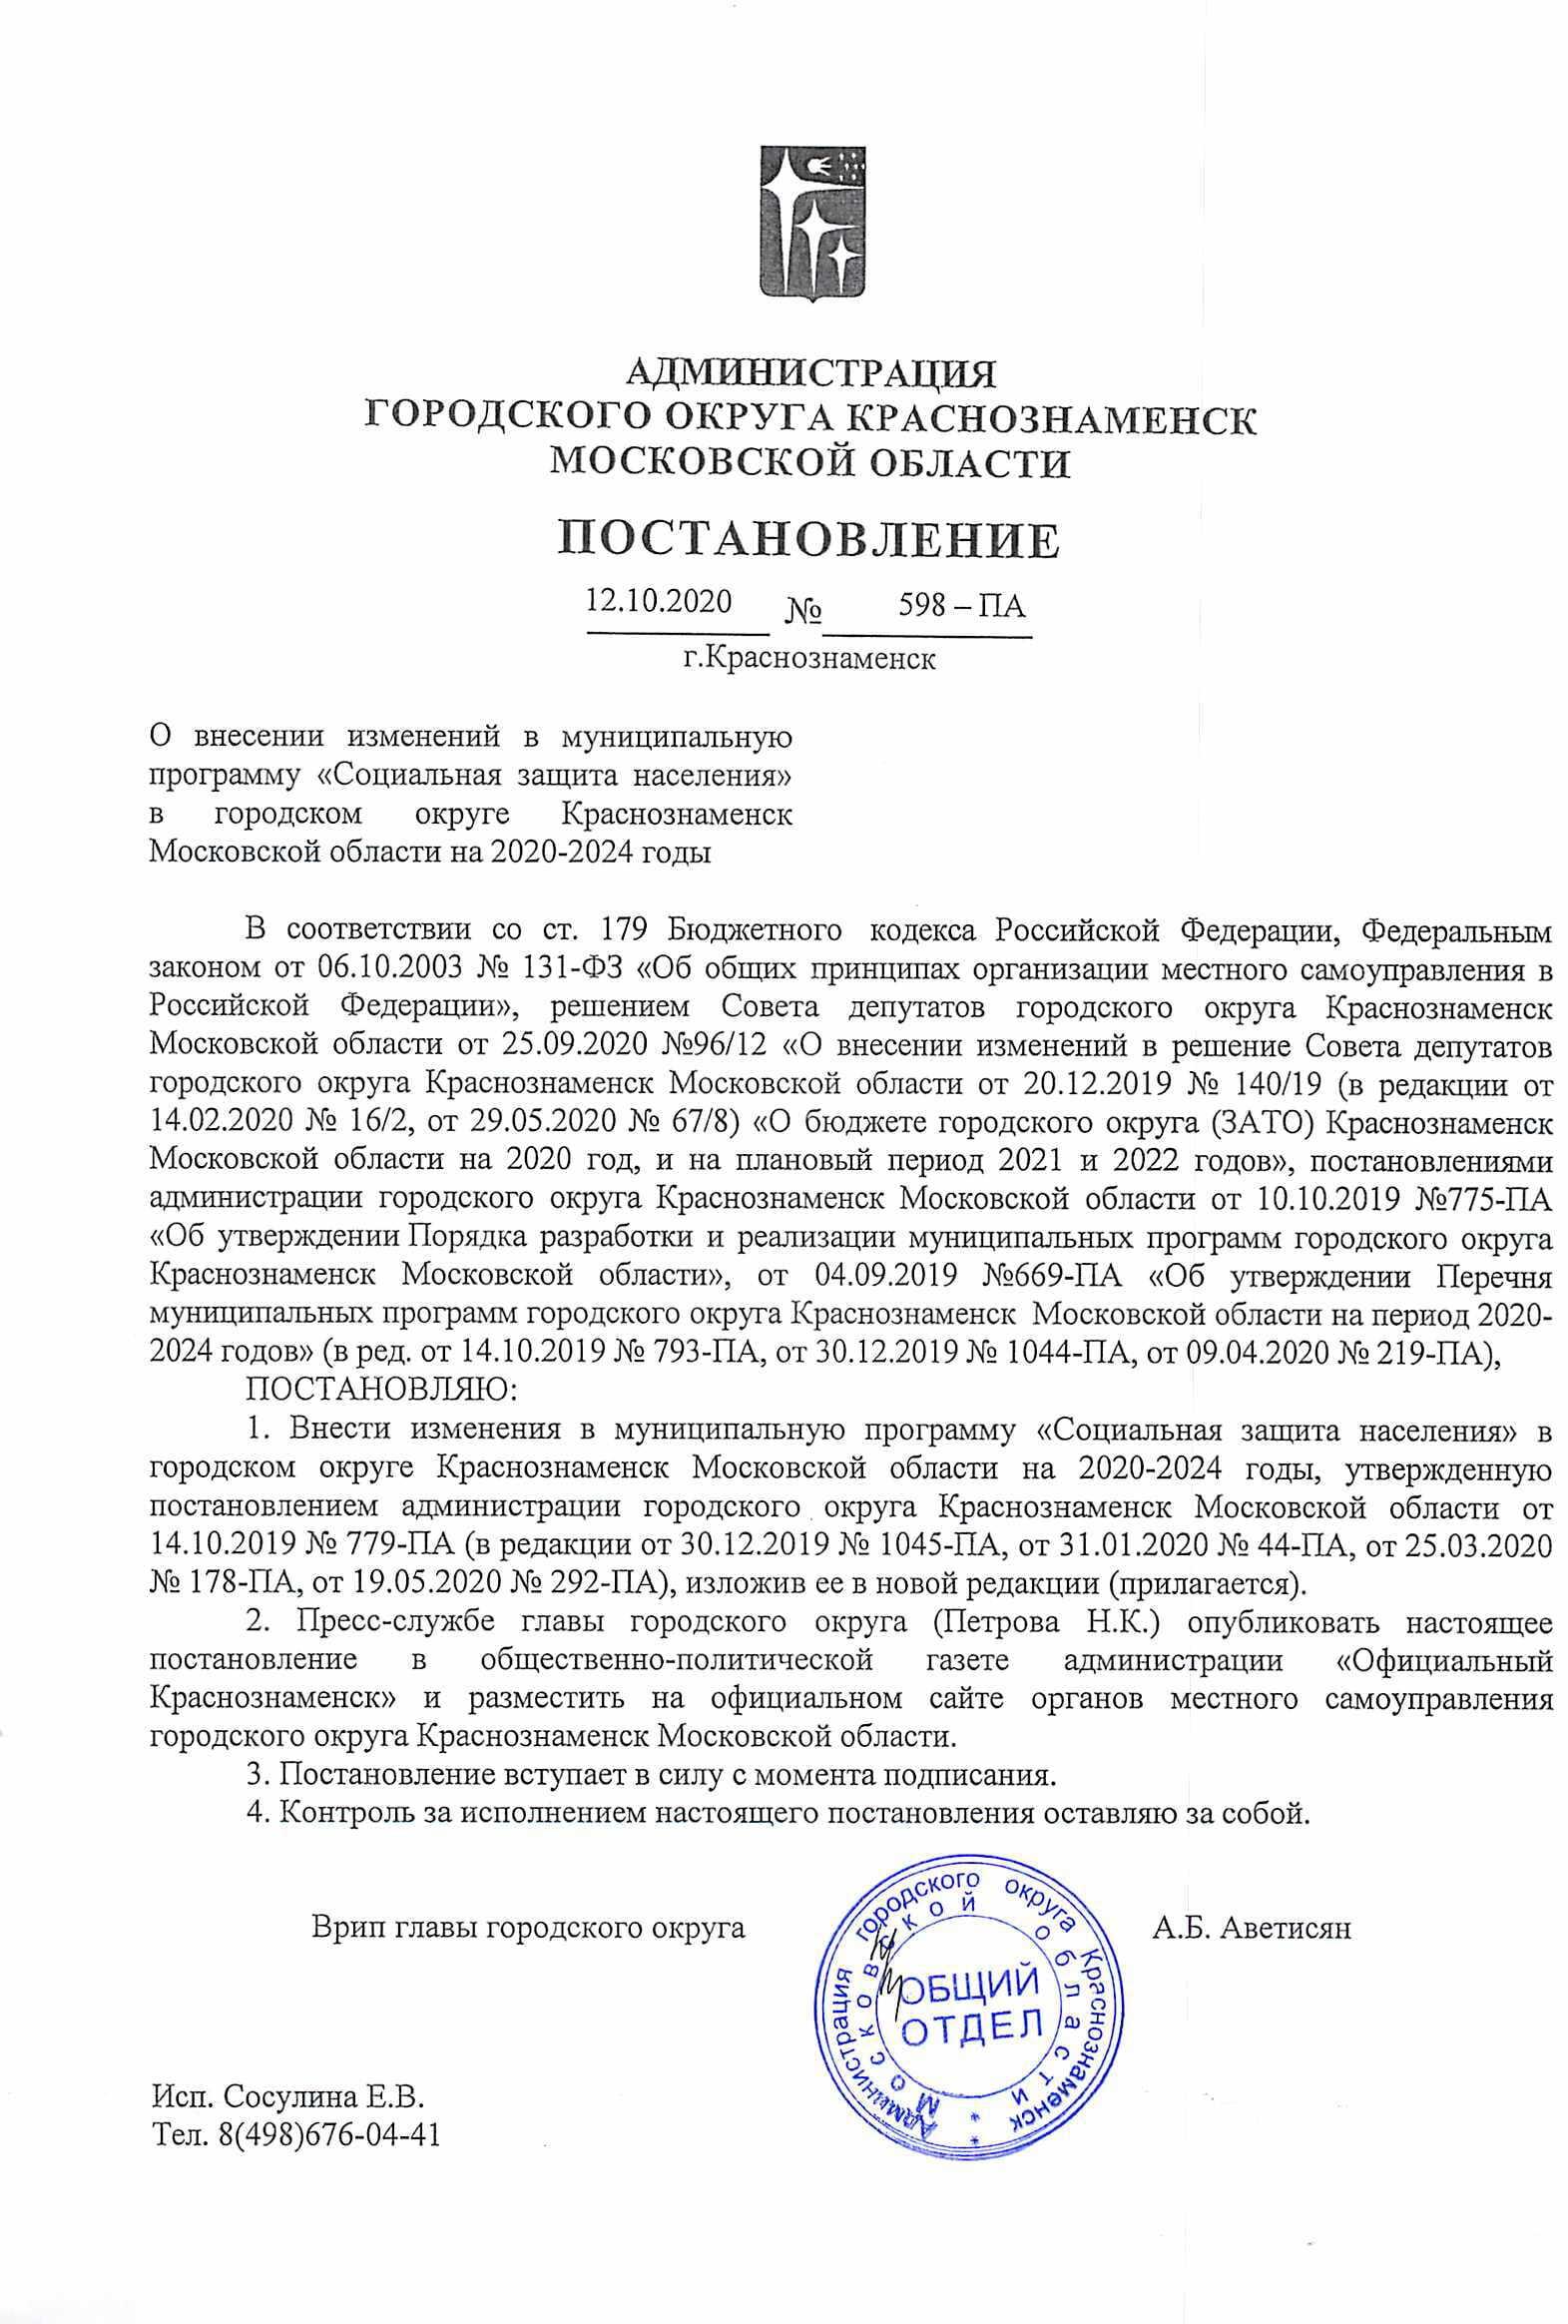 АДМИНИСТРАЦИЯ
ГОРОДСКОГО ОКРУГА КРАСНОЗНАМЕНСК
МОСКОВСКОЙ ОБЛАСТИ
ПОСТАНОВЛЕНИЕ
12.10.2020 № 598 – ПА
г.Краснознаменск
О внесении изменений в муниципальную
программу «Социальная защита населения»
в городском округе Краснознаменск
Московской области на 2020-2024 годы
В соответствии со ст. 179 Бюджетного кодекса Российской Федерации, Федеральным
законом от 06.10.2003 № 131-ФЗ «Об общих принципах организации местного самоуправления в
Российской Федерации», решением Совета депутатов городского округа Краснознаменск
Московской области от 25.09.2020 №96/12 «О внесении изменений в решение Совета депутатов
городского округа Краснознаменск Московской области от 20.12.2019 № 140/19 (в редакции от
14.02.2020 № 16/2, от 29.05.2020 № 67/8) «О бюджете городского округа (ЗАТО) Краснознаменск
Московской области на 2020 год, и на плановый период 2021 и 2022 годов», постановлениями
администрации городского округа Краснознаменск Московской области от 10.10.2019 №775-ПА
«Об утверждении Порядка разработки и реализации муниципальных программ городского округа
Краснознаменск Московской области», от 04.09.2019 №669-ПА «Об утверждении Перечня
муниципальных программ городского округа Краснознаменск Московской области на период 2020-
2024 годов» (в ред. от 14.10.2019 № 793-ПА, от 30.12.2019 № 1044-ПА, от 09.04.2020 № 219-ПА),
ПОСТАНОВЛЯЮ:
1. Внести изменения в муниципальную программу «Социальная защита населения» в
городском округе Краснознаменск Московской области на 2020-2024 годы, утвержденную
постановлением администрации городского округа Краснознаменск Московской области от
14.10.2019 № 779-ПА (в редакции от 30.12.2019 № 1045-ПА, от 31.01.2020 № 44-ПА, от 25.03.2020
№ 178-ПА, от 19.05.2020 № 292-ПА), изложив ее в новой редакции (прилагается).
2. Пресс-службе главы городского округа (Петрова Н.К.) опубликовать настоящее
постановление в общественно-политической газете администрации «Официальный
Краснознаменск» и разместить на официальном сайте органов местного самоуправления
городского округа Краснознаменск Московской области.
3. Постановление вступает в силу с момента подписания.
4. Контроль за исполнением настоящего постановления оставляю за собой.
Врип главы городского округа А.Б. Аветисян
Администрация городского округа Краснознаменск *
Московской области *
ОБЩИЙ
ОТДЕЛ
Исп. Сосулина Е.В.
Тел. 8(498)676-04-41